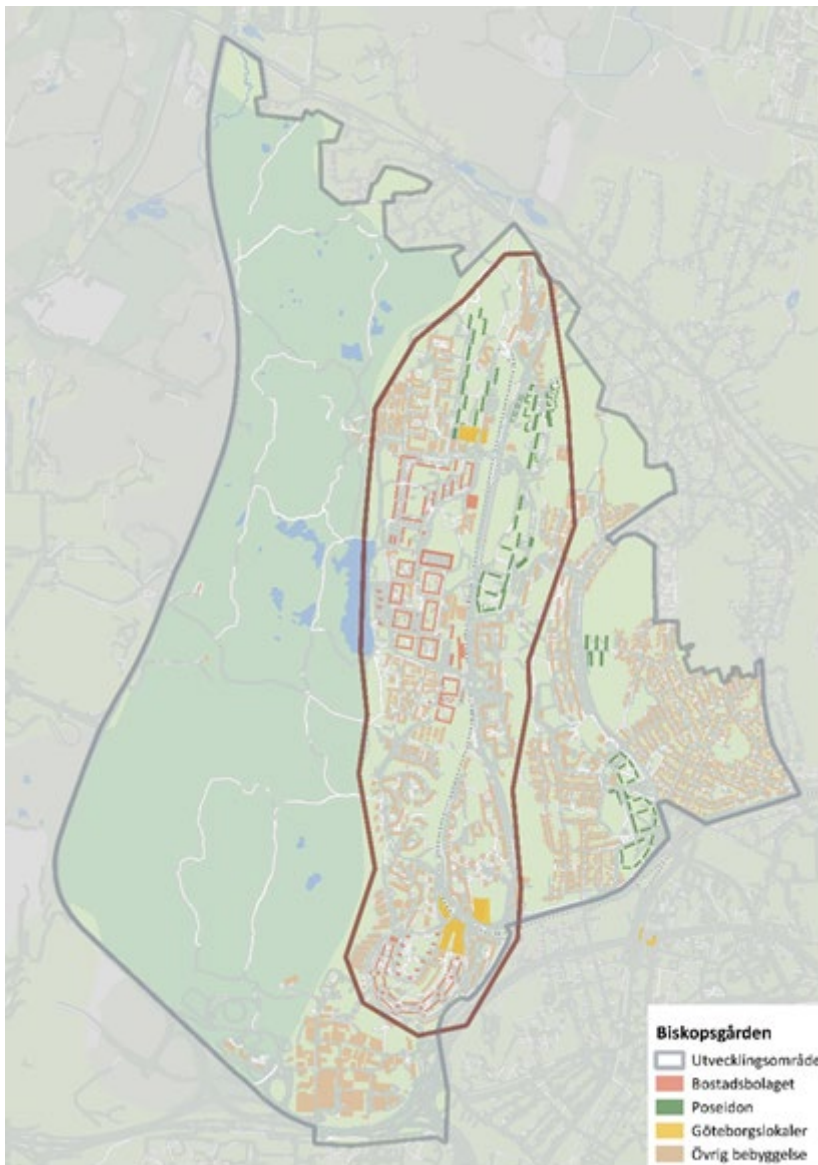 Biskopsgården
Utvecklingsområde
Bostadsbolaget
Poseidon
Göteborgslokaler
Övrig bebyggelse